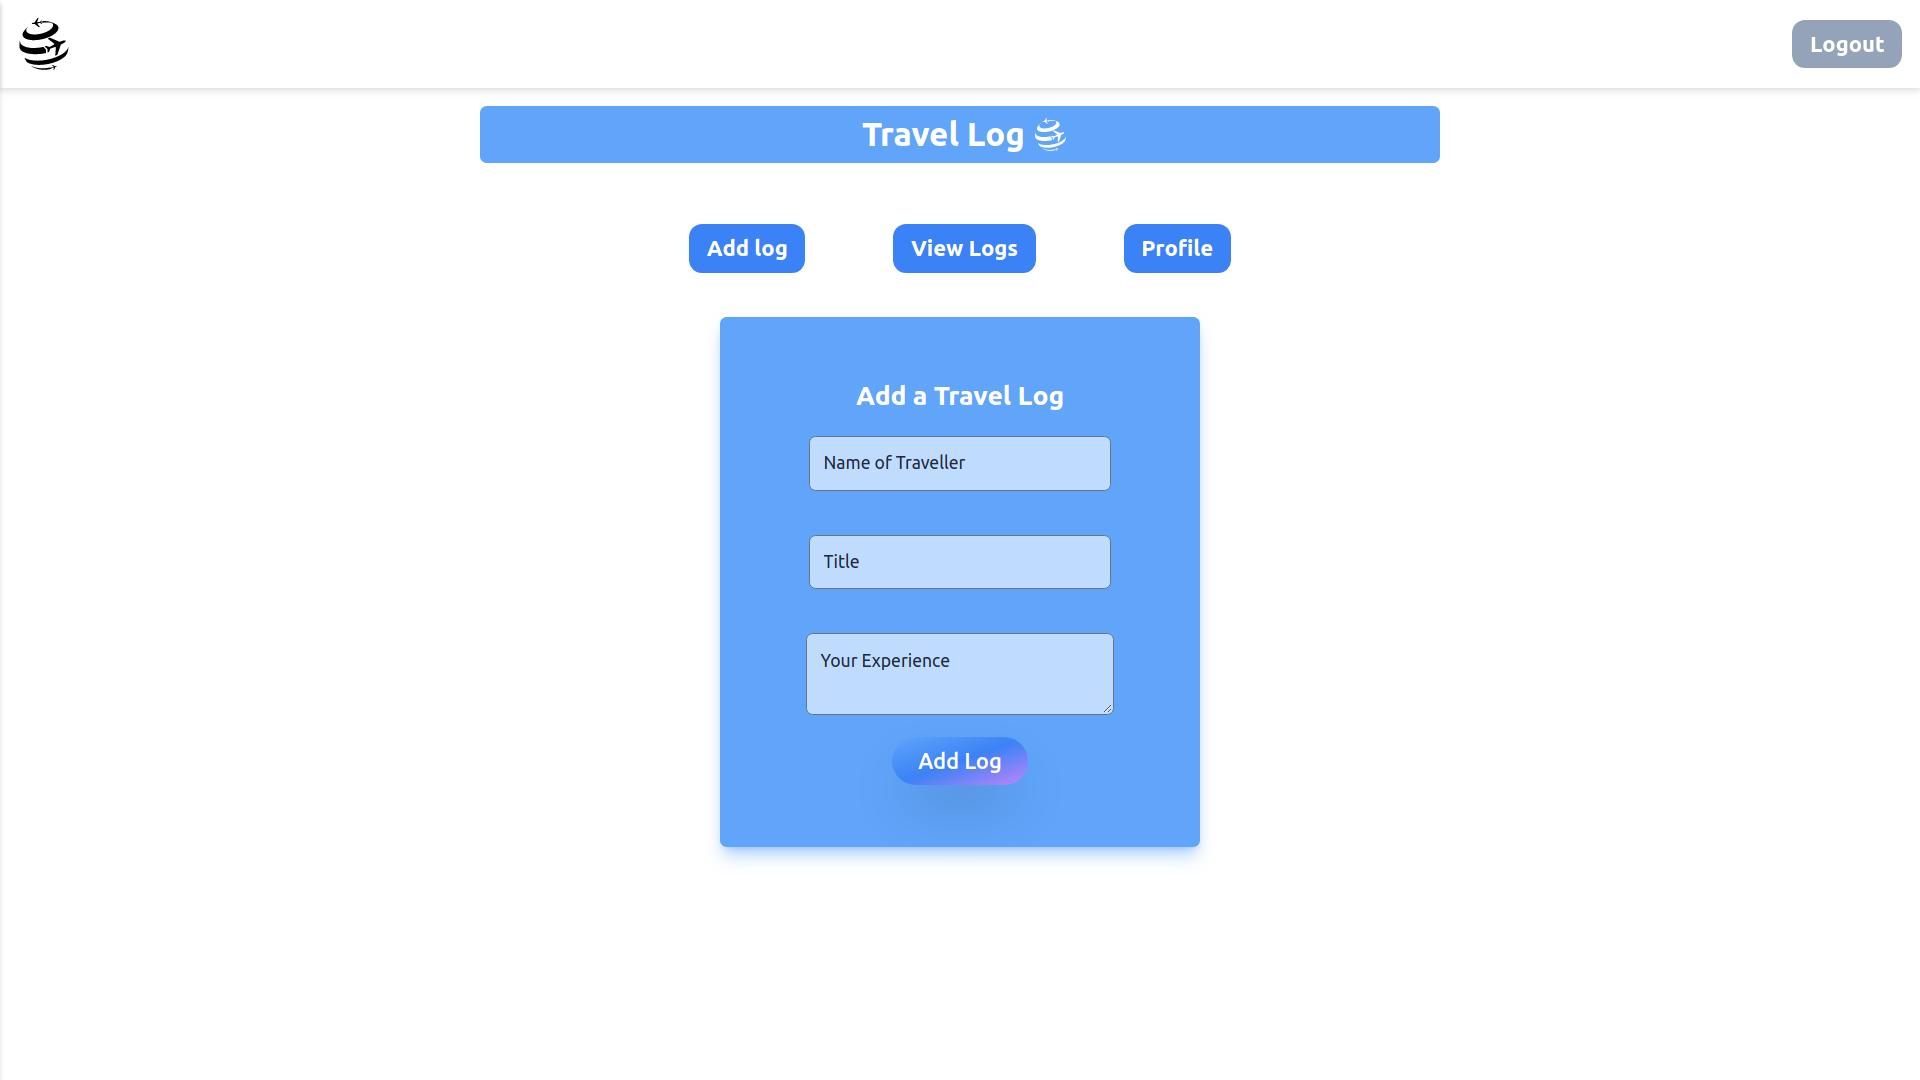 Logout
Travel Log
Add log
View Logs
Profile
Add a Travel Log
Name of Traveller
Title
Your Experience
Add Log